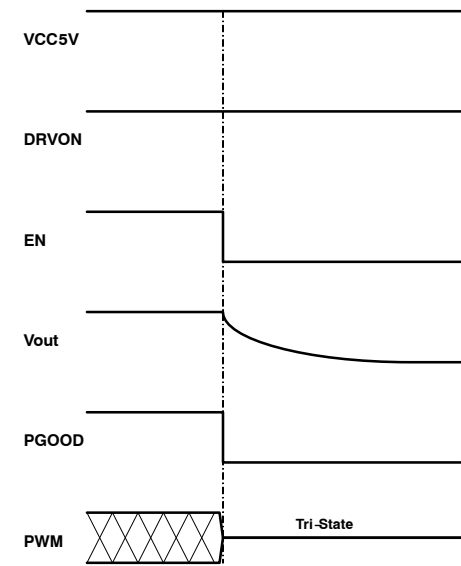 VCC5V
DRVON
EN
Vout
PGOOD
Tri-State
PWM